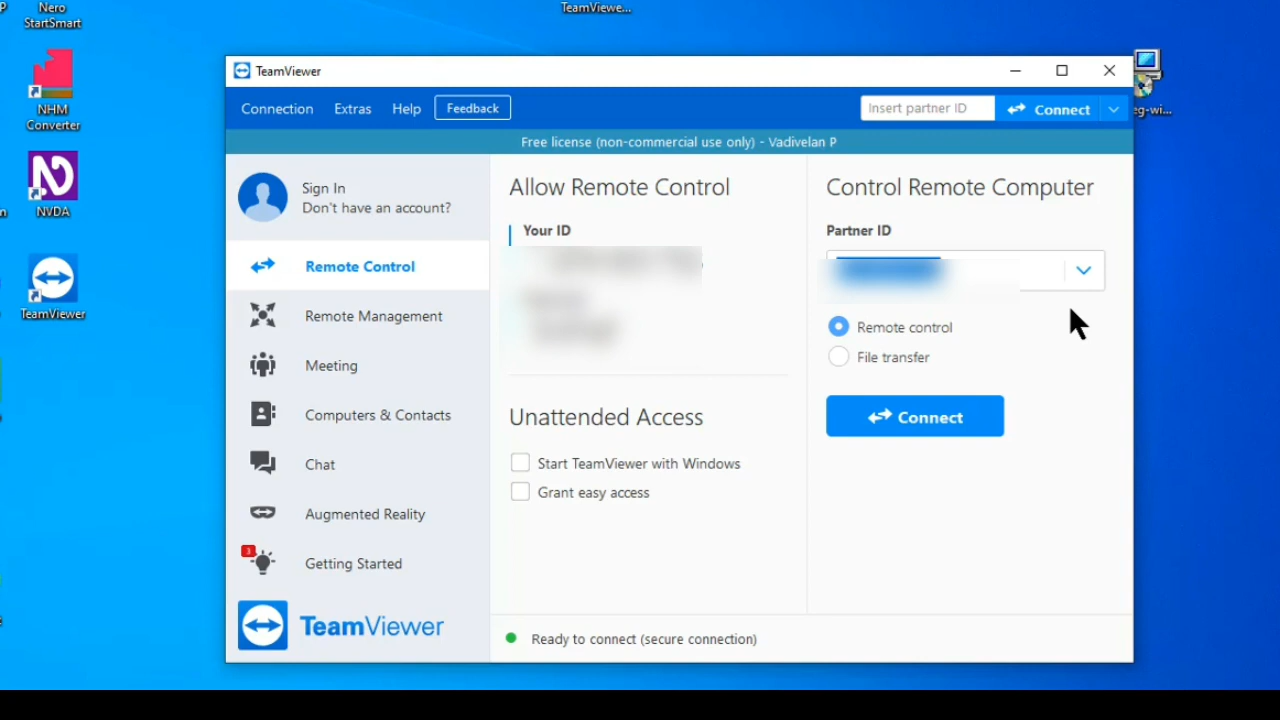 P
Nero
StartSmart
TeamViewe...
NHM
Converter
NVDA
TeamViewer
eg-wi...
TeamViewer
Connection Extras Help Feedback
Insert partner ID Connect
Free license (non-commercial use only) - Vadivelan P
Sign In
Don't have an account?
Remote Control
Remote Management
Meeting
Computers & Contacts
Chat
Augmented Reality
3
Getting Started
TeamViewer
Allow Remote Control
Your ID
Unattended Access
Start TeamViewer with Windows
Grant easy access
Control Remote Computer
Partner ID
Remote control
File transfer
Connect
Ready to connect (secure connection)